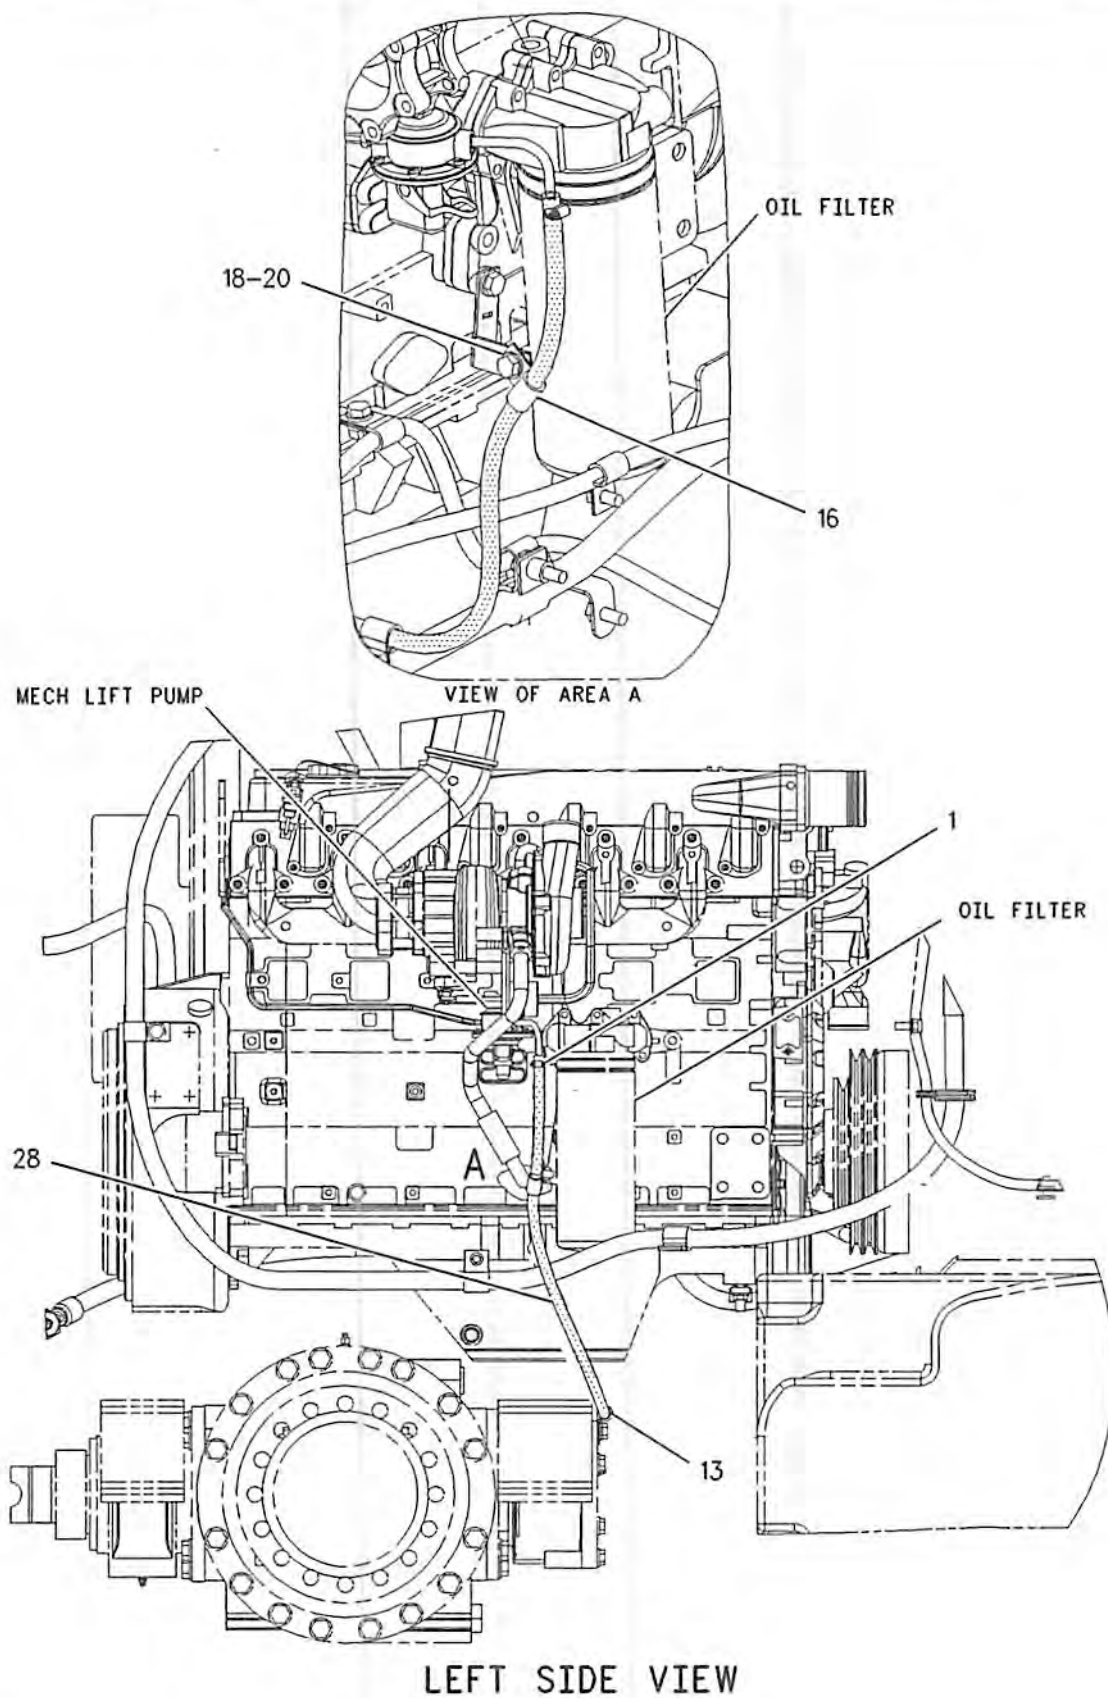 OIL FILTER
18-20
16
MECH LIFT PUMP
VIEW OF AREA A
1
OIL FILTER
28
A
13
LEFT SIDE VIEW